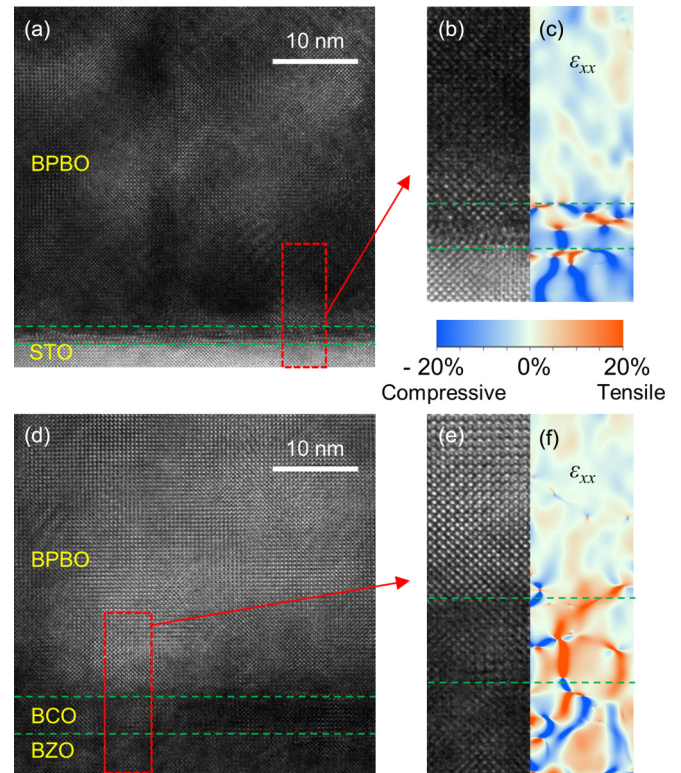 (a)
10 nm
BPBO
STO
(b)
(c)
εxx
- 20%
0%
20%
Compressive
Tensile
(d)
10 nm
BPBO
BCO
BZO
(e)
(f)
εxx